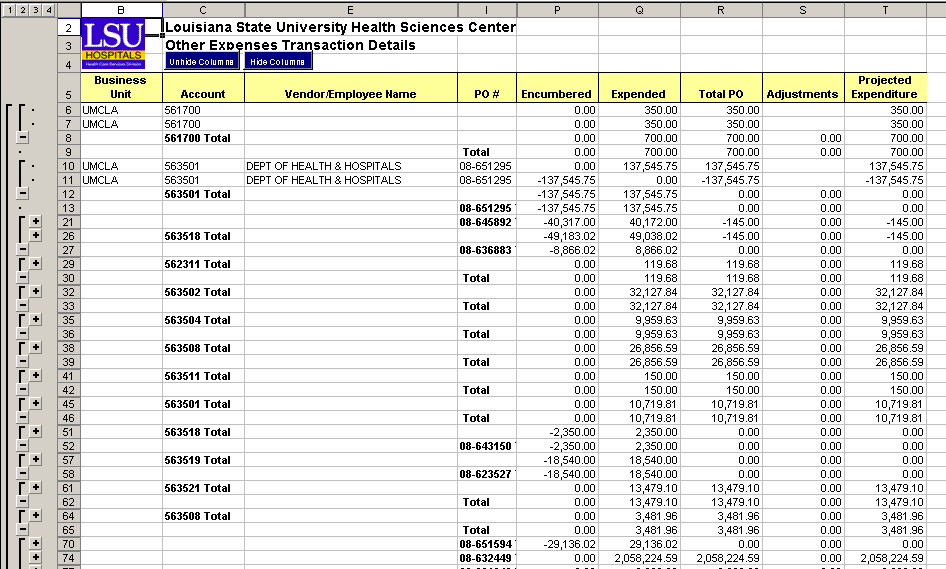 1 2 3 4 B C E I P Q R S T
2 LSU Louisiana State University Health Sciences Center
3 HOSPITALS Other Expenses Transaction Details
4 Health Care Services Division Unhide Columns Hide Columns
Business Projected
5 Unit Account Vendor/Employee Name PO # Encumbered Expended Total PO Adjustments Expenditure
6 UMCLA 561700 0.00 350.00 350.00 350.00
7 UMCLA 561700 0.00 350.00 350.00 350.00
8 561700 Total 0.00 700.00 700.00 0.00 700.00
9 Total 0.00 700.00 700.00 0.00 700.00
10 UMCLA 563501 DEPT OF HEALTH & HOSPITALS 08-651295 0.00 137,545.75 137,545.75 137,545.75
11 UMCLA 563501 DEPT OF HEALTH & HOSPITALS 08-651295 -137,545.75 0.00 -137,545.75 -137,545.75
12 563501 Total -137,545.75 137,545.75 0.00 0.00 0.00
13 08-651295 -137,545.75 137,545.75 0.00 0.00 0.00
21 08-645892 -40,317.00 40,172.00 -145.00 0.00 -145.00
26 563518 Total -49,183.02 49,038.02 -145.00 0.00 -145.00
27 08-636883 -8,866.02 8,866.02 0.00 0.00 0.00
29 562311 Total 0.00 119.68 119.68 0.00 119.68
30 Total 0.00 119.68 119.68 0.00 119.68
32 563502 Total 0.00 32,127.84 32,127.84 0.00 32,127.84
33 Total 0.00 32,127.84 32,127.84 0.00 32,127.84
35 563504 Total 0.00 9,959.63 9,959.63 0.00 9,959.63
36 Total 0.00 9,959.63 9,959.63 0.00 9,959.63
38 563508 Total 0.00 26,856.59 26,856.59 0.00 26,856.59
39 Total 0.00 26,856.59 26,856.59 0.00 26,856.59
41 563511 Total 0.00 150.00 150.00 0.00 150.00
42 Total 0.00 150.00 150.00 0.00 150.00
45 563501 Total 0.00 10,719.81 10,719.81 0.00 10,719.81
46 Total 0.00 10,719.81 10,719.81 0.00 10,719.81
51 563518 Total -2,350.00 2,350.00 0.00 0.00 0.00
52 08-643150 -2,350.00 2,350.00 0.00 0.00 0.00
57 563519 Total -18,540.00 18,540.00 0.00 0.00 0.00
58 08-623527 -18,540.00 18,540.00 0.00 0.00 0.00
61 563521 Total 0.00 13,479.10 13,479.10 0.00 13,479.10
62 Total 0.00 13,479.10 13,479.10 0.00 13,479.10
64 563508 Total 0.00 3,481.96 3,481.96 0.00 3,481.96
65 Total 0.00 3,481.96 3,481.96 0.00 3,481.96
70 08-651594 -29,136.02 29,136.02 0.00 0.00 0.00
74 08-632449 0.00 2,058,224.59 2,058,224.59 0.00 2,058,224.59